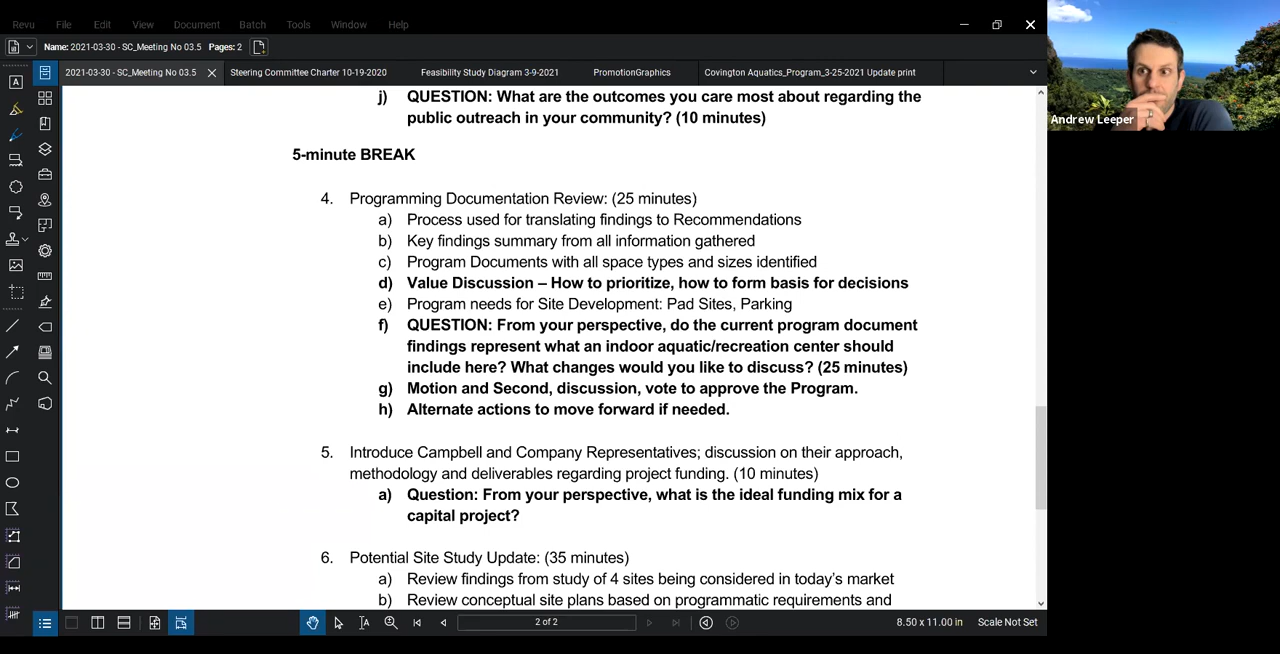 Revu File Edit View Document Batch Tools Window Help
Name: 2021-03-30 - SC_Meeting No 03.5 Pages: 2
2021-03-30 - SC_Meeting No 03.5 Steering Committee Charter 10-19-2020 Feasibility Study Diagram 3-9-2021 PromotionGraphics Covington Aquatics_Program_3-25-2021 Update print
j) QUESTION: What are the outcomes you care most about regarding the
public outreach in your community? (10 minutes)
Andrew Leeper
5-minute BREAK
4. Programming Documentation Review: (25 minutes)
a) Process used for translating findings to Recommendations
b) Key findings summary from all information gathered
c) Program Documents with all space types and sizes identified
d) Value Discussion – How to prioritize, how to form basis for decisions
e) Program needs for Site Development: Pad Sites, Parking
f) QUESTION: From your perspective, do the current program document
findings represent what an indoor aquatic/recreation center should
include here? What changes would you like to discuss? (25 minutes)
g) Motion and Second, discussion, vote to approve the Program.
h) Alternate actions to move forward if needed.
5. Introduce Campbell and Company Representatives; discussion on their approach,
methodology and deliverables regarding project funding. (10 minutes)
a) Question: From your perspective, what is the ideal funding mix for a
capital project?
6. Potential Site Study Update: (35 minutes)
a) Review findings from study of 4 sites being considered in today's market
b) Review conceptual site plans based on programmatic requirements and
2 of 2 8.50 x 11.00 in Scale Not Set